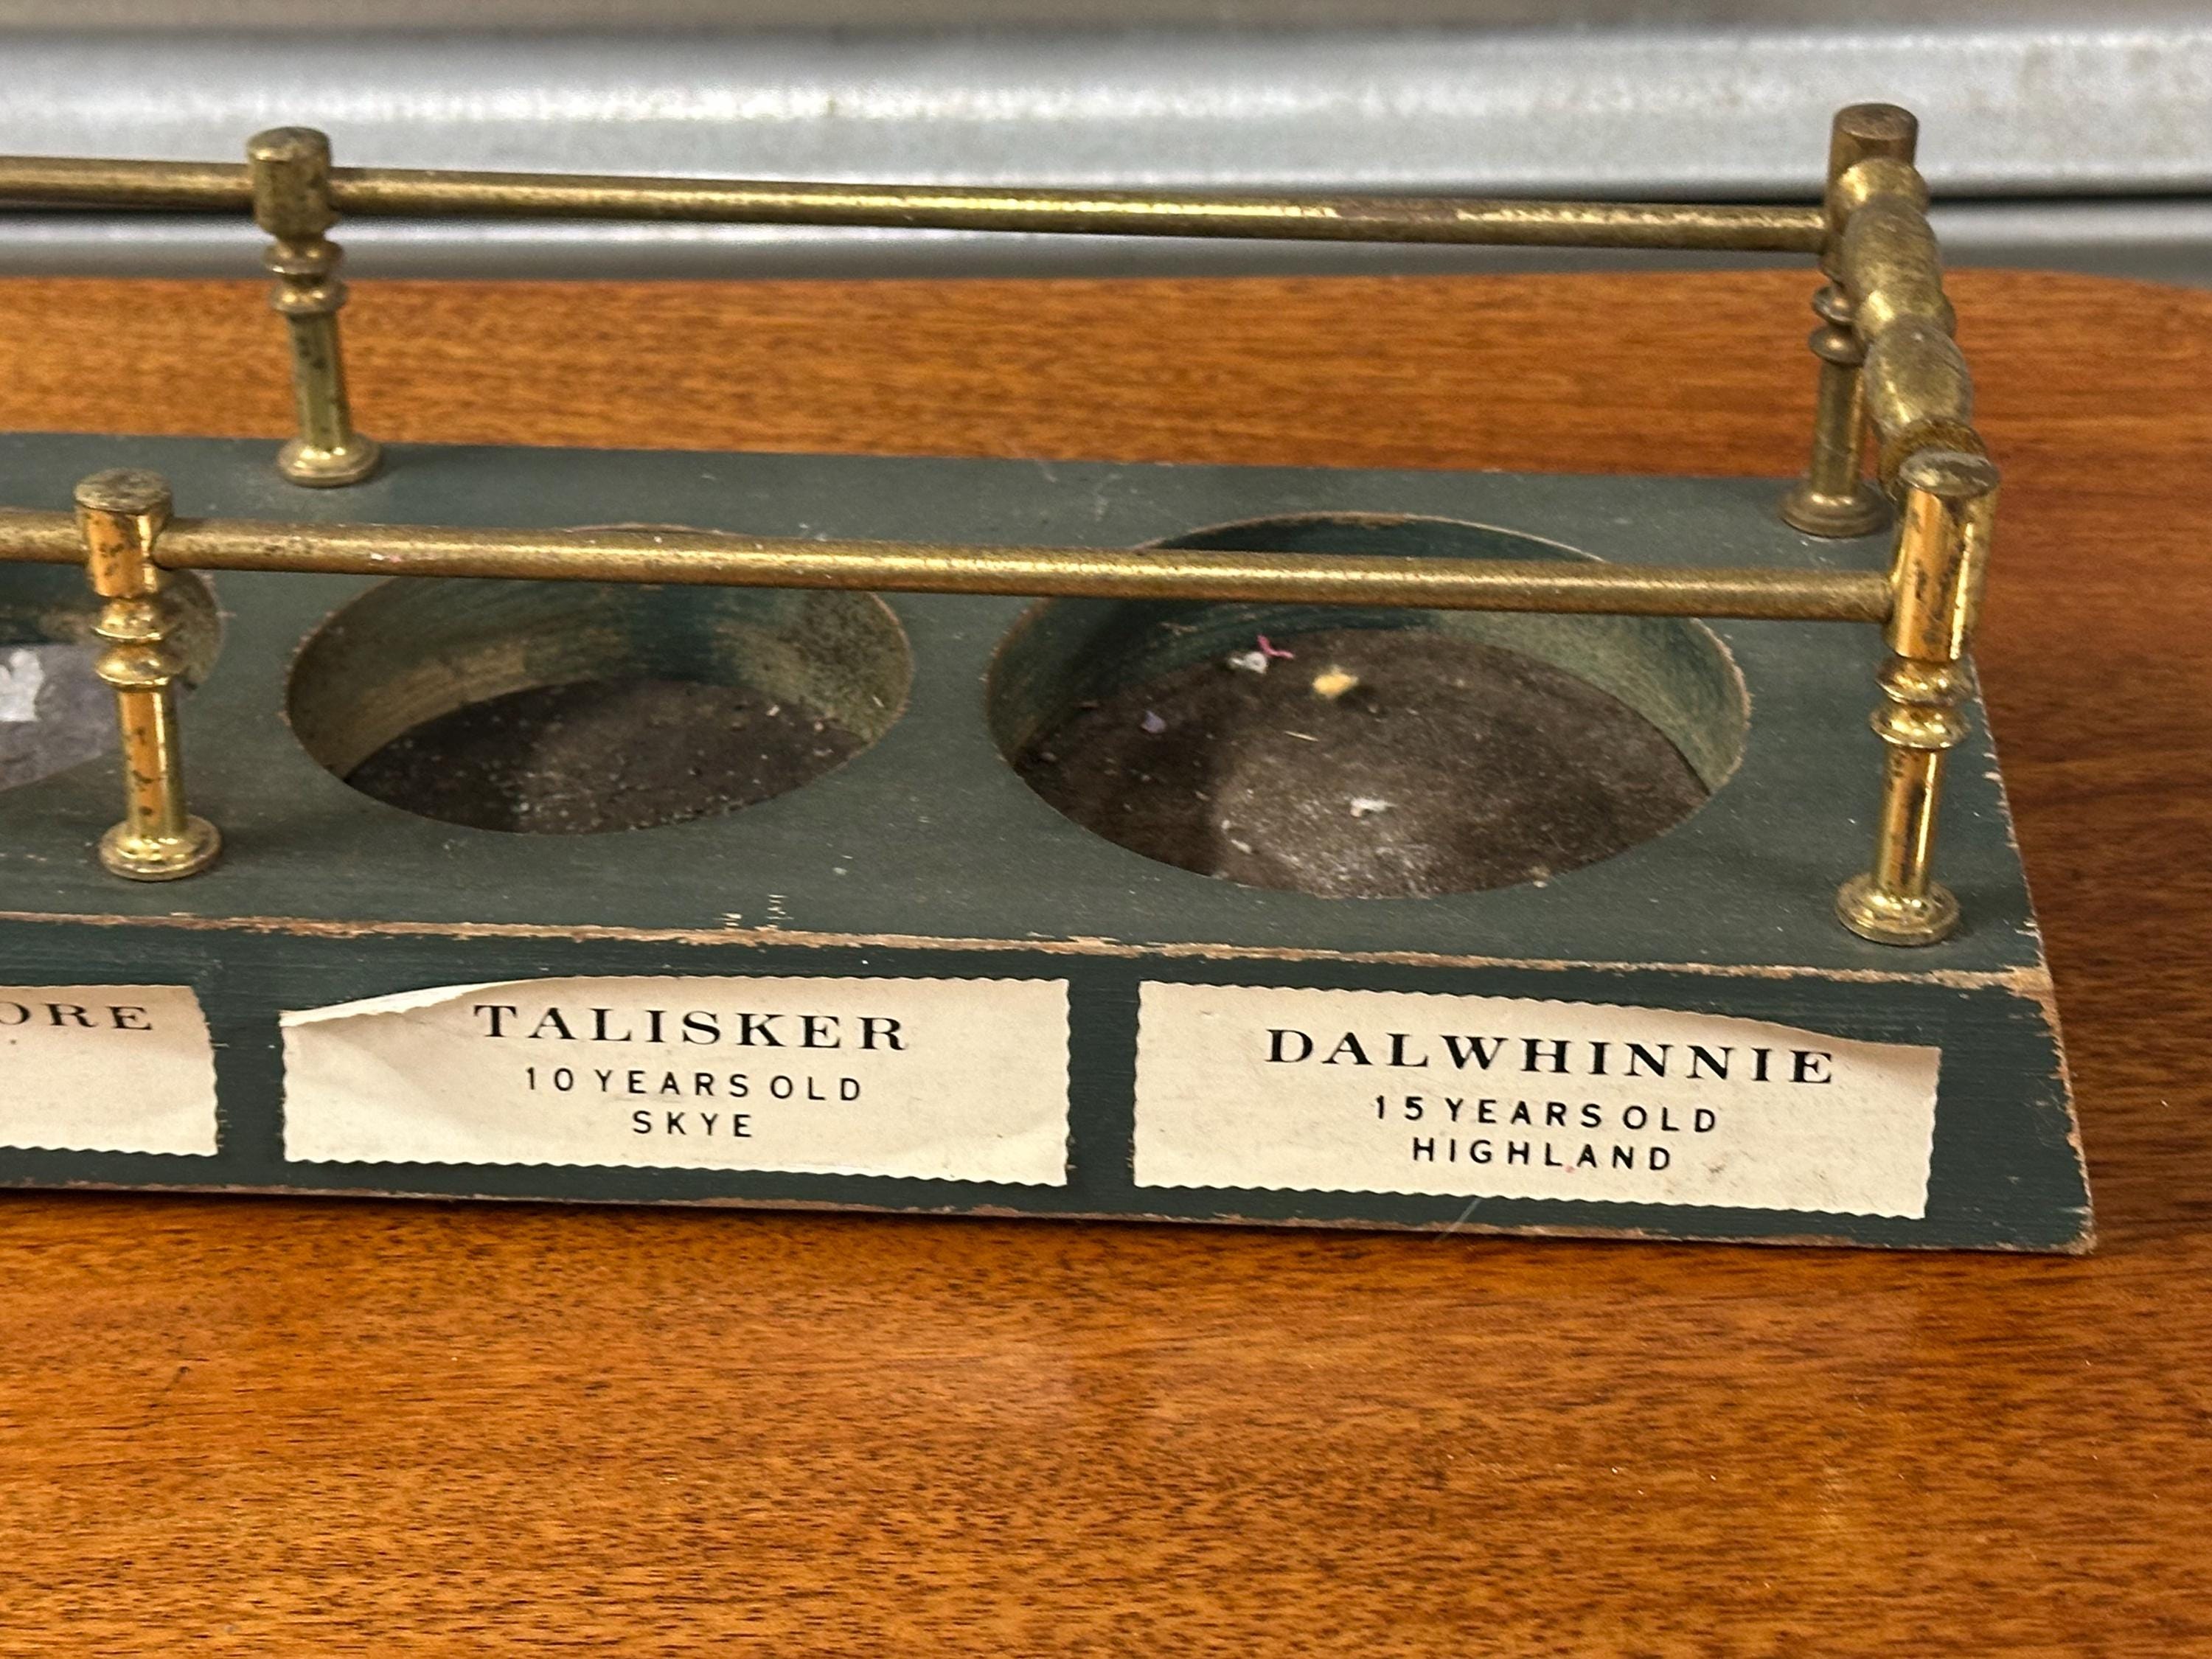 ORE
TALISKER
10 YEARS OLD
SKYE
DALWHINNIE
15 YEARS OLD
HIGHLAND